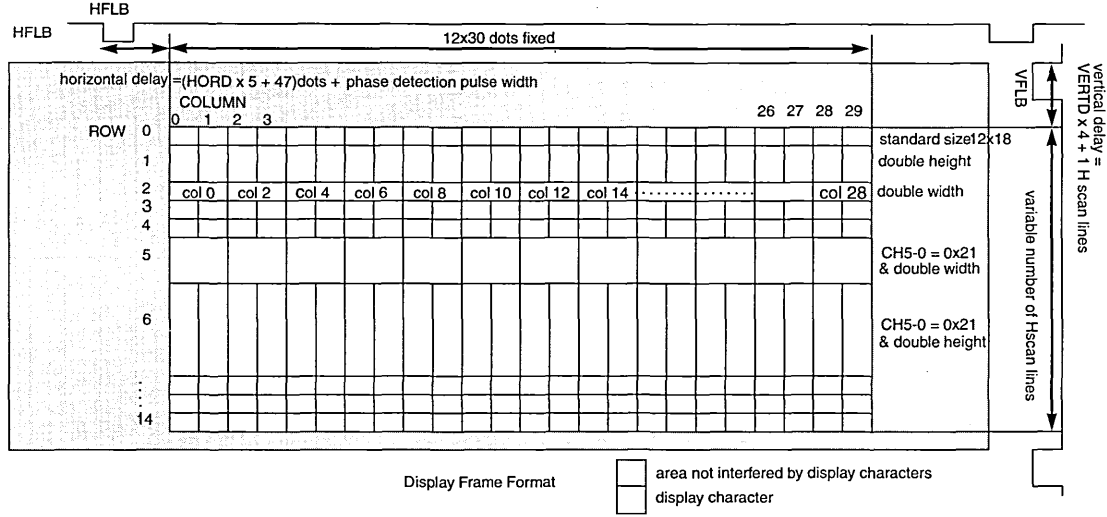 HFLB
HFLB
12x30 dots fixed
horizontal delay =(HORD x 5 + 47)dots + phase detection pulse width
COLUMN
0 1 2 3 26 27 28 29
ROW 0
standard size12x18
1 double height
2 col 0 col 2 col 4 col 6 col 8 col 10 col 12 col 14 ........... col 28 double width
3
4
5 CH5-0 = 0x21
& double width
6 CH5-0 = 0x21
& double height
14
VFLB
vertical delay =
VERTD x 4 + 1 H scan lines
variable number of Hscan lines
Display Frame Format
area not interfered by display characters
display character